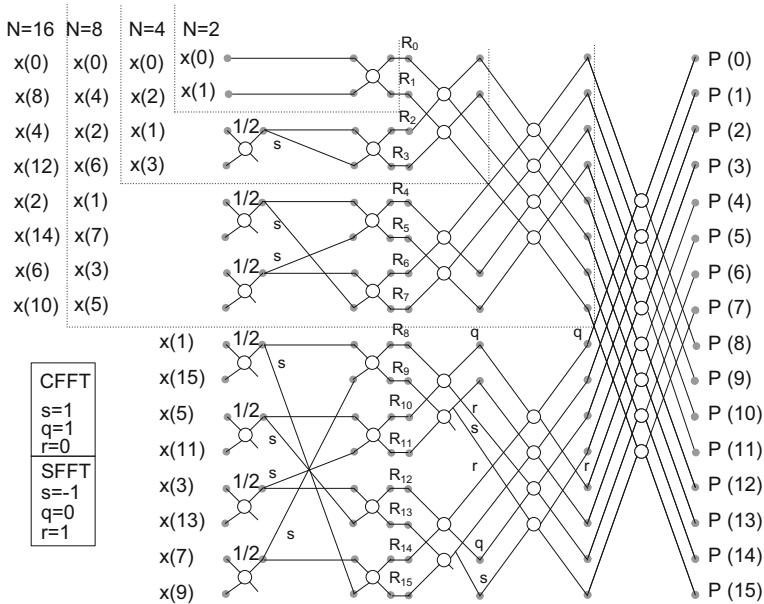 N=16 N=8 N=4 N=2
x(0) x(0) x(0) x(0) R0 P (0)
x(8) x(4) x(2) x(1) R1 P (1)
x(4) x(2) x(1) 1/2 s R2 P (2)
x(12) x(6) x(3) R3 P (3)
x(2) x(1) 1/2 s R4 P (4)
x(14) x(7) R5 P (5)
x(6) x(3) 1/2 s R6 P (6)
x(10) x(5) R7 P (7)
x(1) 1/2 s R8 q q P (8)
x(15) R9 P (9)
x(5) 1/2 s R10 r s P (10)
x(11) R11 r r P (11)
x(3) 1/2 s R12 P (12)
x(13) s R13 P (13)
x(7) 1/2 R14 q P (14)
x(9) R15 s P (15)
CFFT
s=1
q=1
r=0
SFFT
s=-1
q=0
r=1